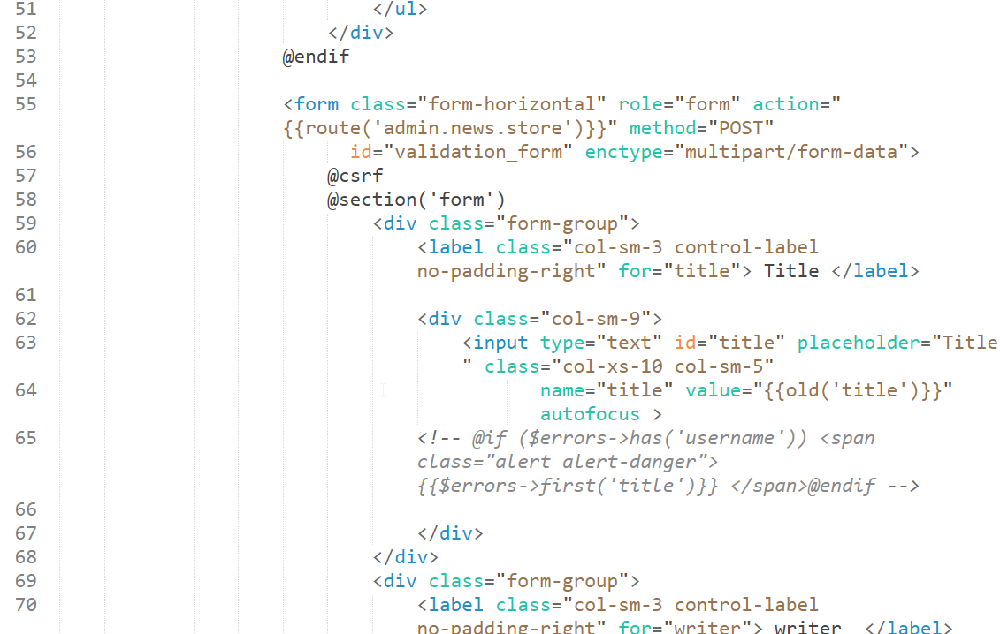 51 </ul>
52 </div>
53 @endif
54
55 <form class="form-horizontal" role="form" action="
{{route('admin.news.store')}}" method="POST"
56 id="validation_form" enctype="multipart/form-data">
57 @csrf
58 @section('form')
59 <div class="form-group">
60 <label class="col-sm-3 control-label
no-padding-right" for="title"> Title </label>
61
62 <div class="col-sm-9">
63 <input type="text" id="title" placeholder="Title
" class="col-xs-10 col-sm-5"
64 name="title" value="{{old('title')}}"
autofocus >
65 <!-- @if ($errors->has('username')) <span
class="alert alert-danger">
{{$errors->first('title')}} </span>@endif -->
66
67 </div>
68 </div>
69 <div class="form-group">
70 <label class="col-sm-3 control-label
no-padding-right" for="writer"> writer  </label>